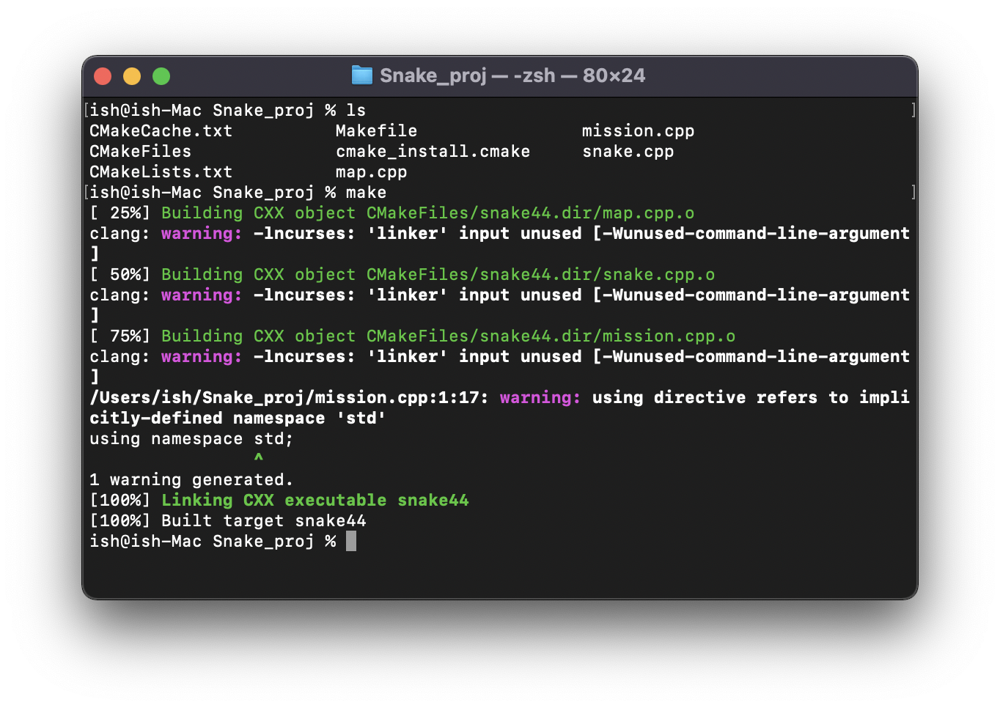 Snake_proj — -zsh — 80×24
[ish@ish-Mac Snake_proj % ls ]
CMakeCache.txt Makefile mission.cpp
CMakeFiles cmake_install.cmake snake.cpp
CMakeLists.txt map.cpp
[ish@ish-Mac Snake_proj % make ]
[ 25%] Building CXX object CMakeFiles/snake44.dir/map.cpp.o
clang: warning: -lncurses: 'linker' input unused [-Wunused-command-line-argument
]
[ 50%] Building CXX object CMakeFiles/snake44.dir/snake.cpp.o
clang: warning: -lncurses: 'linker' input unused [-Wunused-command-line-argument
]
[ 75%] Building CXX object CMakeFiles/snake44.dir/mission.cpp.o
clang: warning: -lncurses: 'linker' input unused [-Wunused-command-line-argument
]
/Users/ish/Snake_proj/mission.cpp:1:17: warning: using directive refers to impli
citly-defined namespace 'std'
using namespace std;
^
1 warning generated.
[100%] Linking CXX executable snake44
[100%] Built target snake44
ish@ish-Mac Snake_proj %